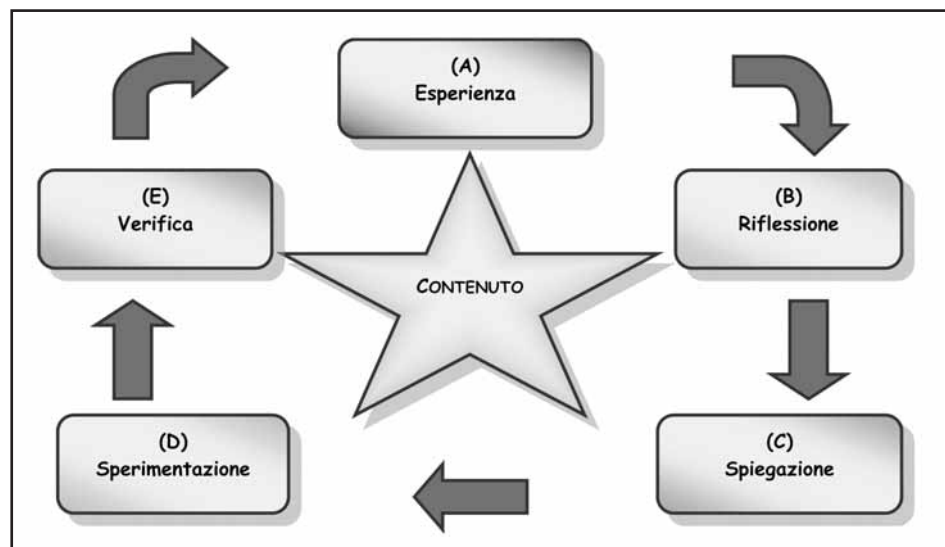 (A)
Esperienza
(B)
Riflessione
(C)
Spiegazione
(D)
Sperimentazione
(E)
Verifica
CONTENUTO